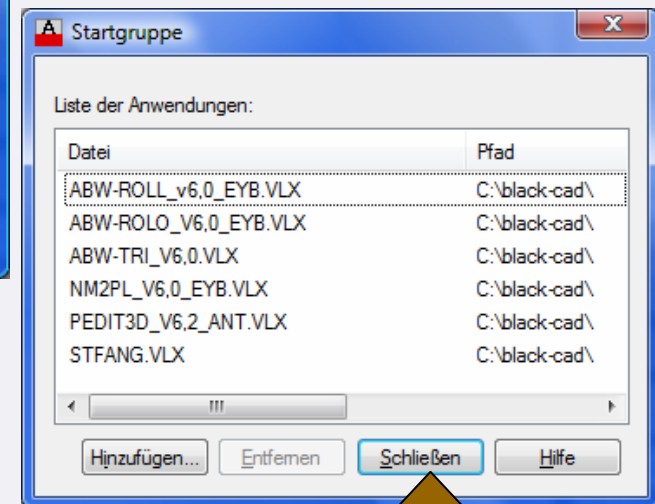 Startgruppe
Liste der Anwendungen:
Datei Pfad
ABW-ROLL_v6,0_EYB.VLX C:\black-cad\
ABW-ROLO_V6,0_EYB.VLX C:\black-cad\
ABW-TRI_V6,0.VLX C:\black-cad\
NM2PL_V6,0_EYB.VLX C:\black-cad\
PEDIT3D_V6,2_ANT.VLX C:\black-cad\
STFANG.VLX C:\black-cad\
Hinzufügen... Entfernen Schließen Hilfe